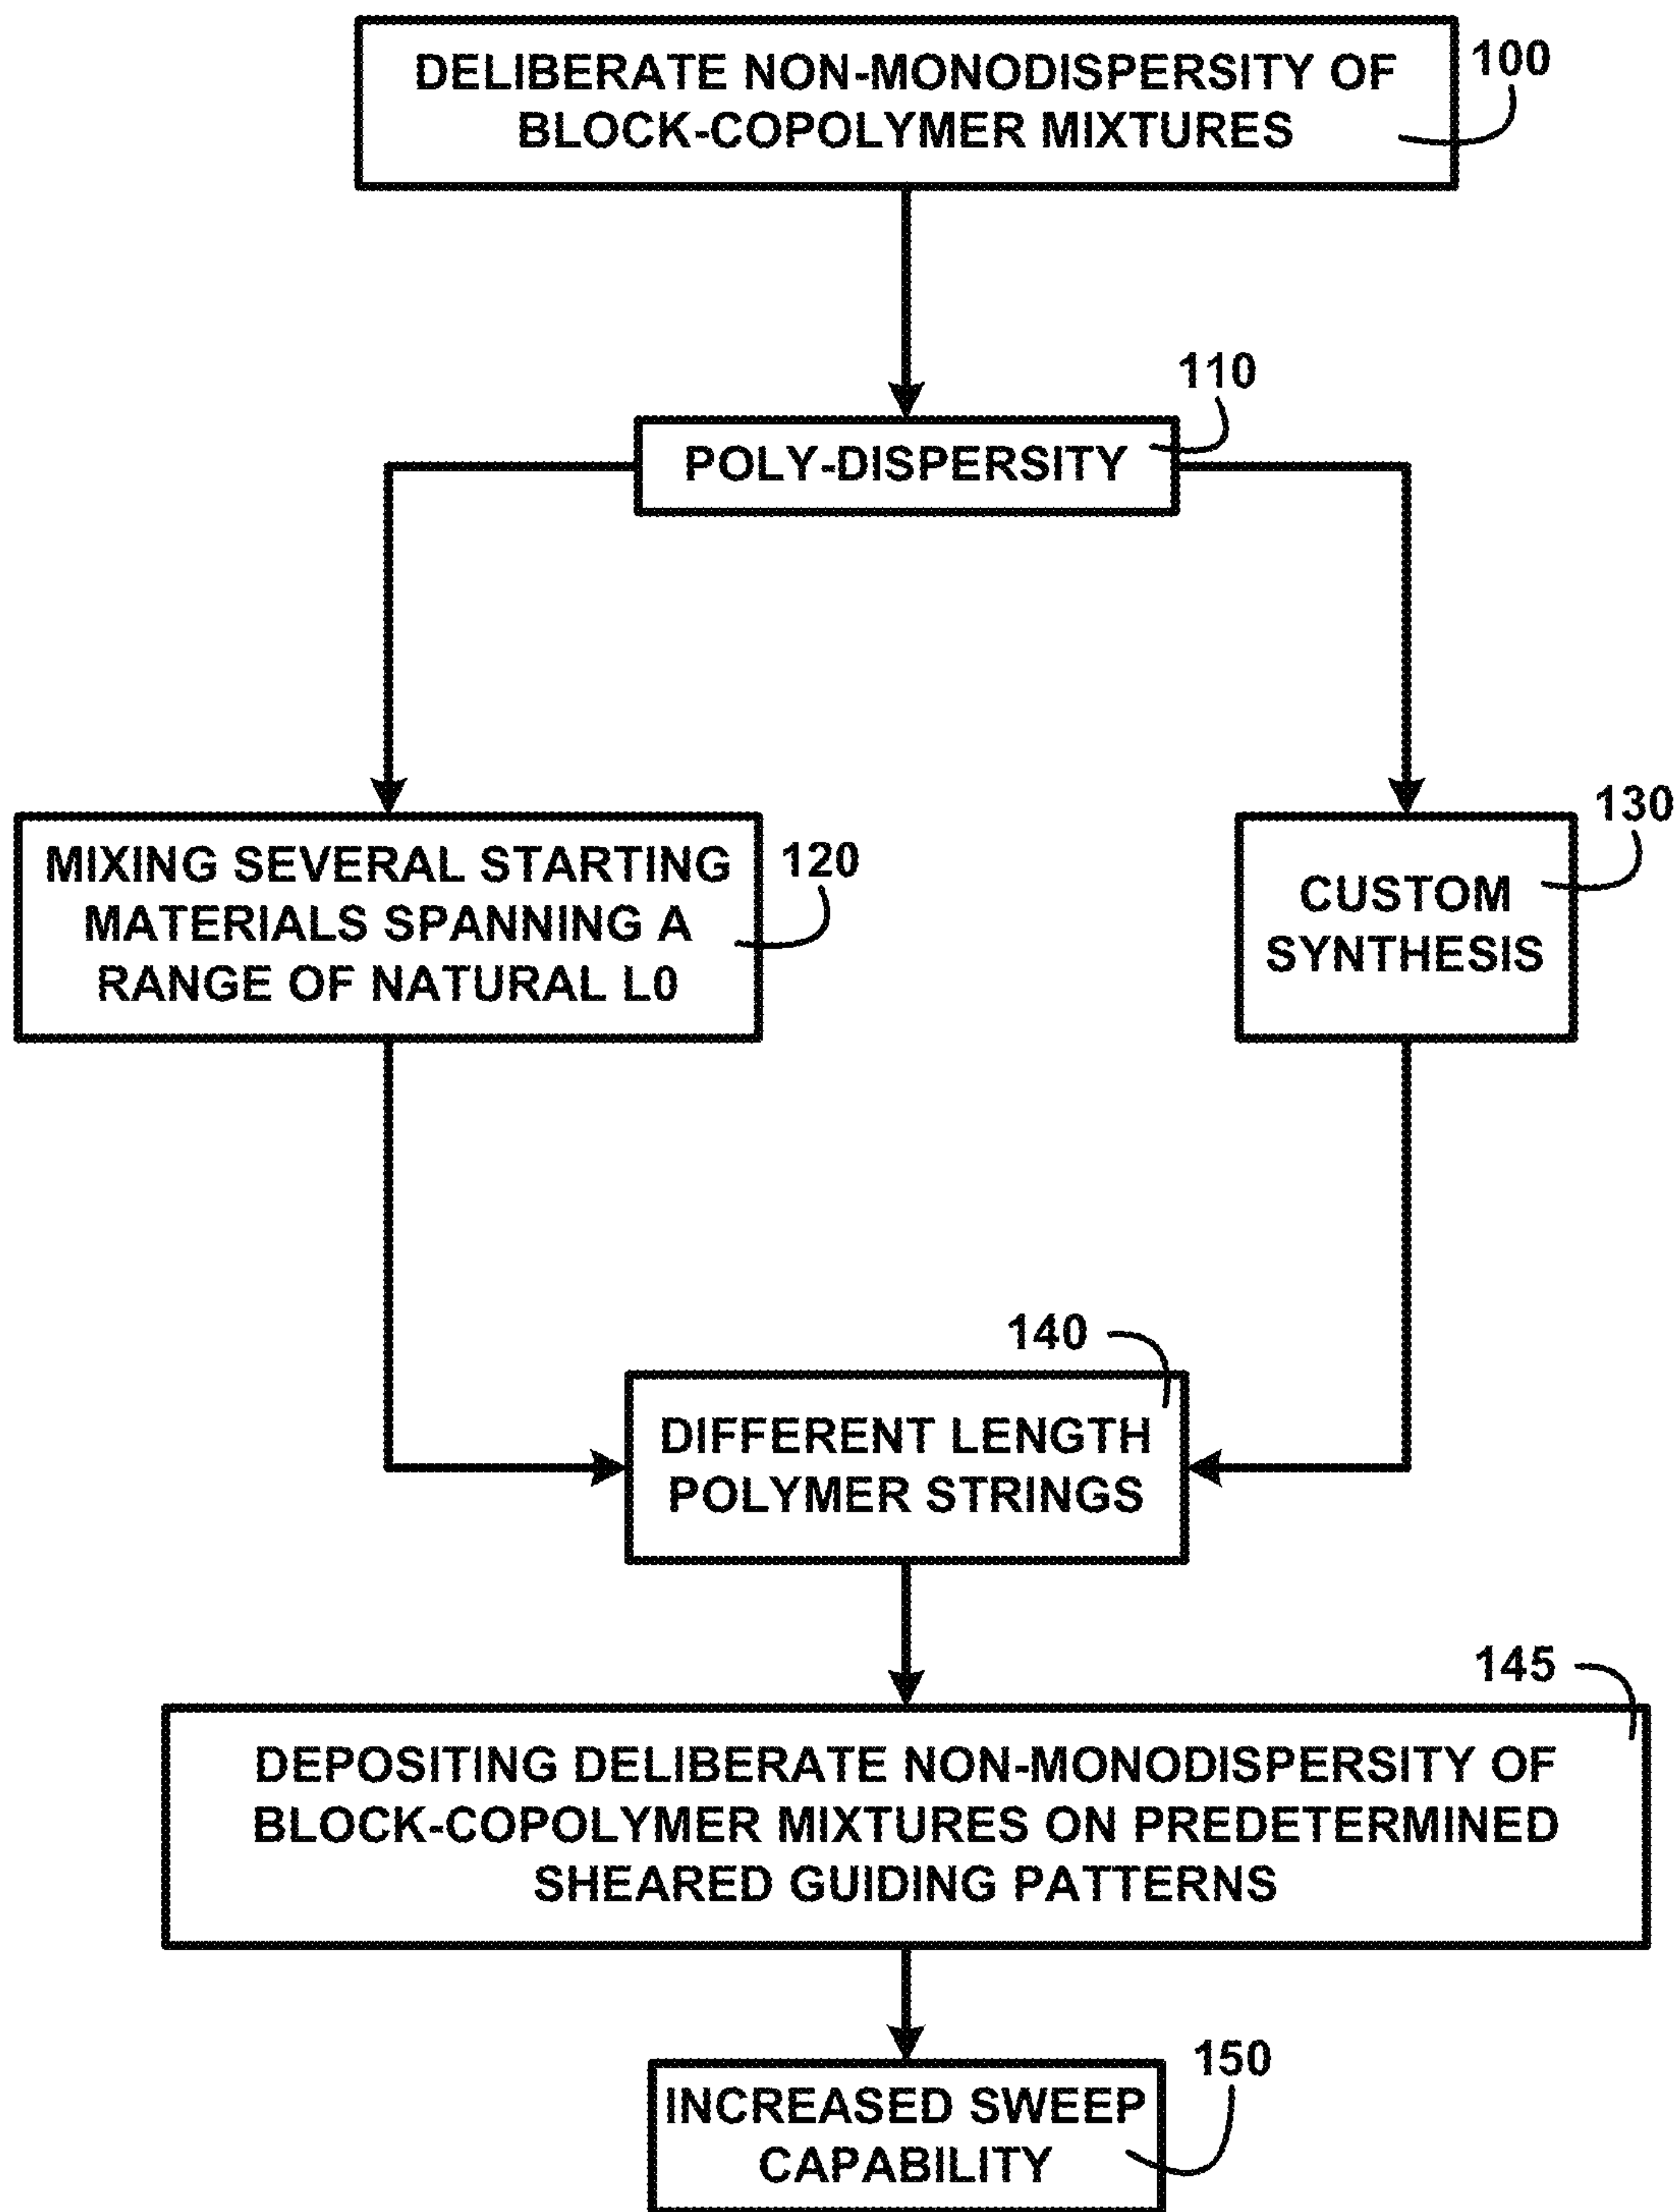 DELIBERATE NON-MONODISPERSITY OF
BLOCK-COPOLYMER MIXTURES
100
110
POLY-DISPERSITY
MIXING SEVERAL STARTING
MATERIALS SPANNING A
RANGE OF NATURAL L0
120
130
CUSTOM
SYNTHESIS
140
DIFFERENT LENGTH
POLYMER STRINGS
145
DEPOSITING DELIBERATE NON-MONODISPERSITY OF
BLOCK-COPOLYMER MIXTURES ON PREDETERMINED
SHEARED GUIDING PATTERNS
150
INCREASED SWEEP
CAPABILITY